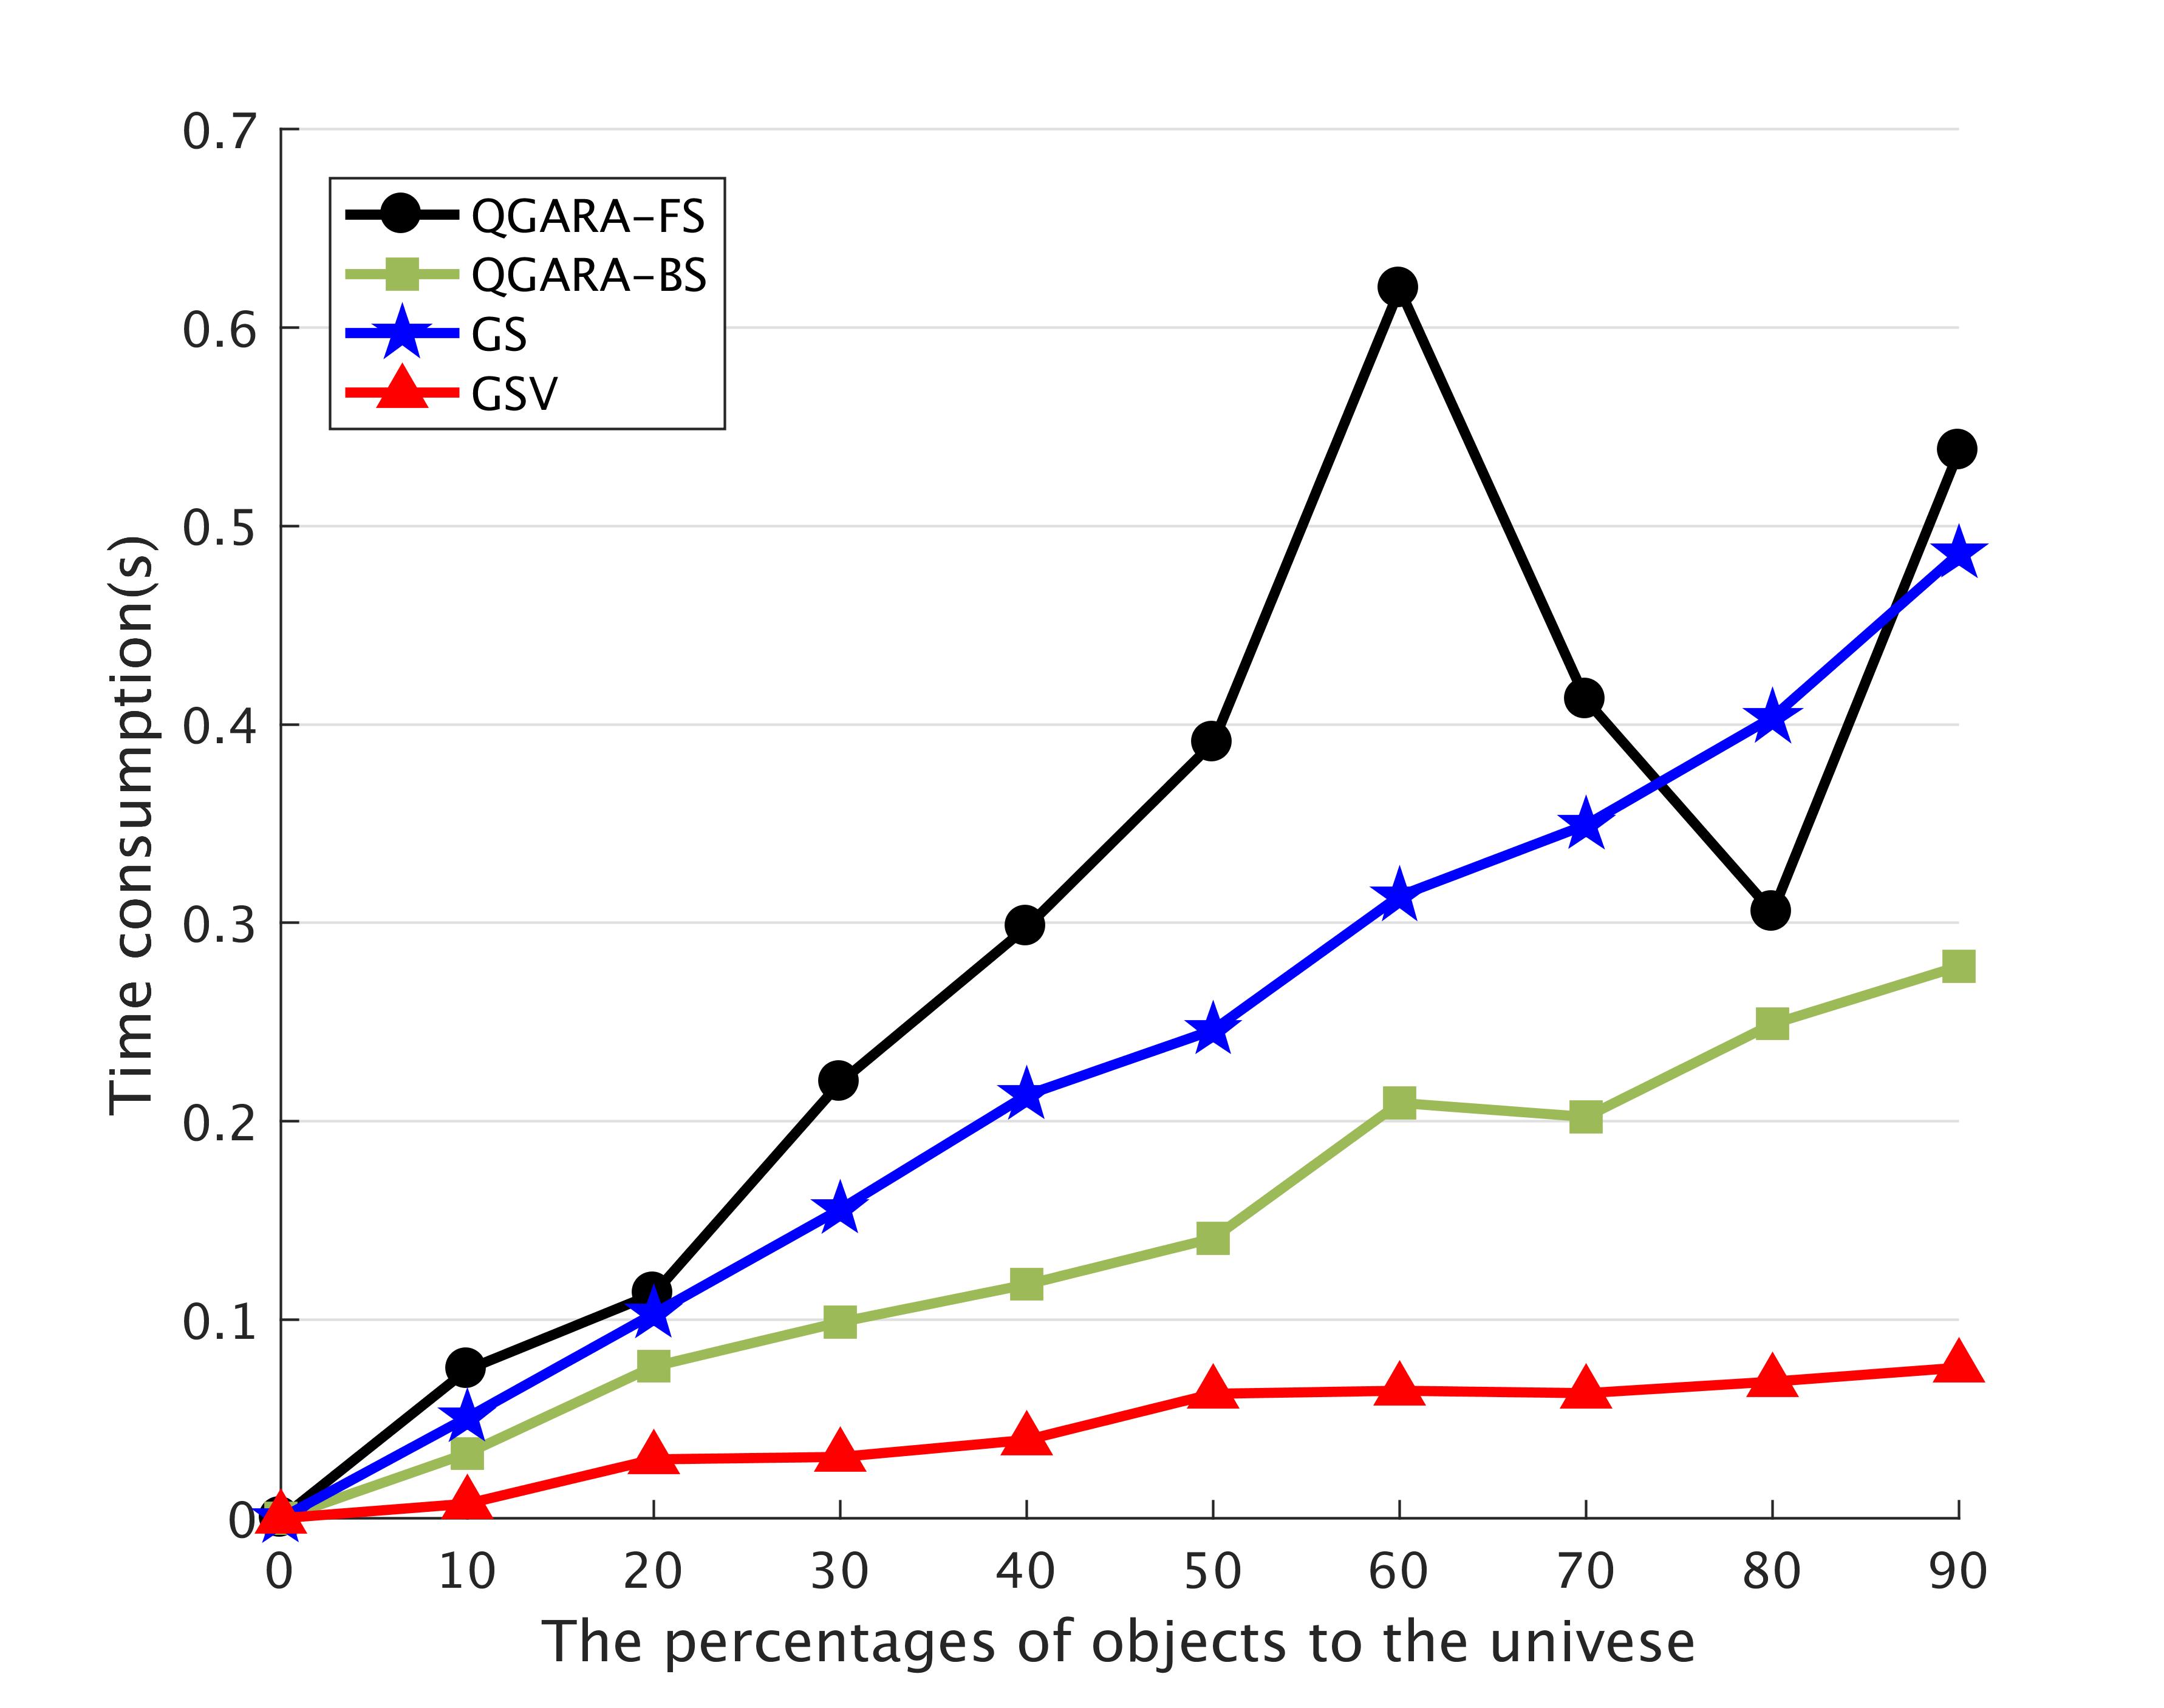 0.7
0.6
0.5
0.4
0.3
0.2
0.1
0
QGARA-FS
QGARA-BS
GS
GSV
Time consumption(s)
0 10 20 30 40 50 60 70 80 90
The percentages of objects to the univese